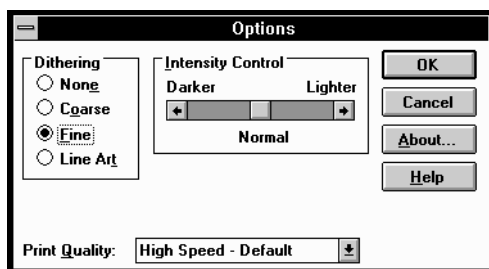 Options
Dithering
None
Coarse
Fine
Line Art
Intensity Control
Darker Lighter
Normal
OK
Cancel
About...
Help
Print Quality: High Speed - Default